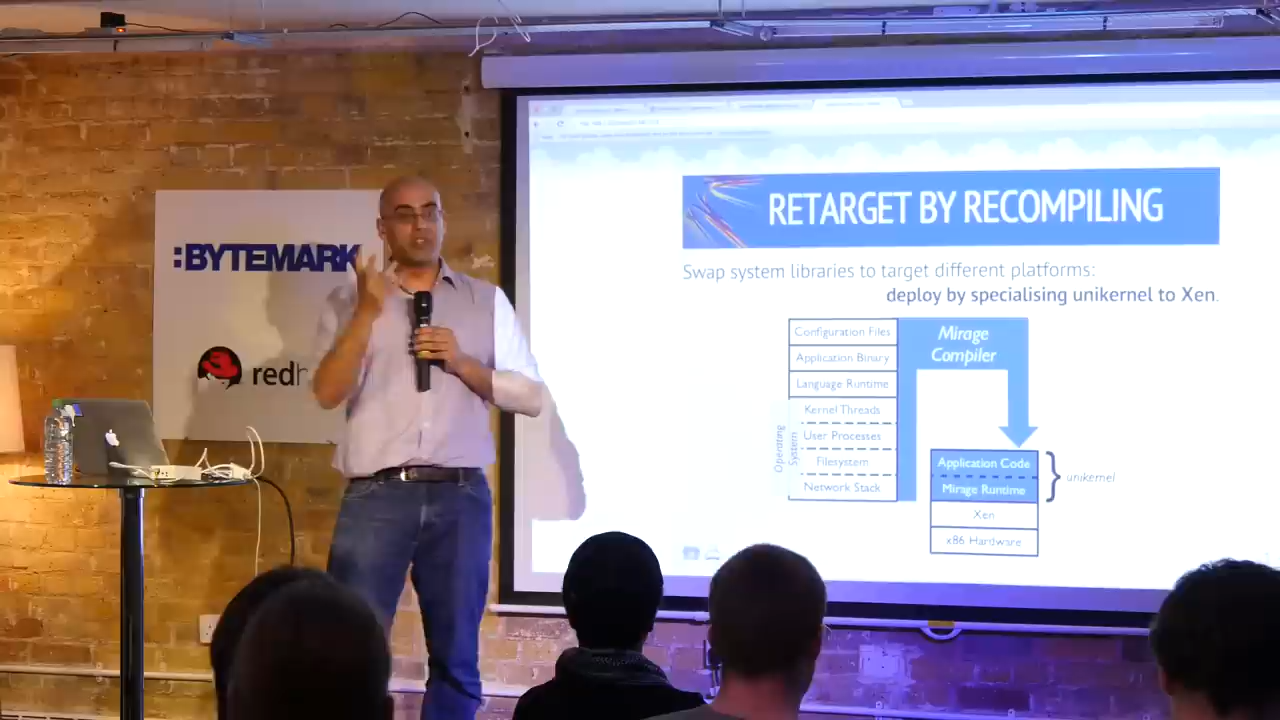 :BYTEMARK
redh
RETARGET BY RECOMPILING
Swap system libraries to target different platforms:
deploy by specialising unikernel to Xen.
Configuration Files
Application Binary
Language Runtime
Kernel Threads
User Processes
Filesystem
Network Stack
Operating
System
Mirage
Compiler
Application Code
Mirage Runtime
Xen
x86 Hardware
unikernel